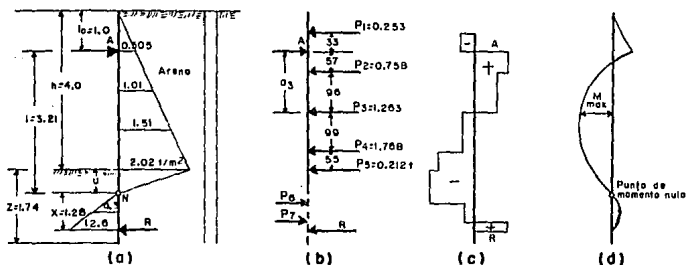 lo=1.0
A
0.505
h=4.0
Arena
1.01
l=3.21
1.51
2.02 t/m²
u
N
Z=1.74
X=1.28
12.6
R
(a)
P1=0.253
33
A
57
P2=0.758
a3
96
P3=1.263
99
P4=1.768
55
P5=0.212t
P6
P7
R
(b)
-
A
+
-
R
(c)
M
max
Punto de
momento nulo
(d)